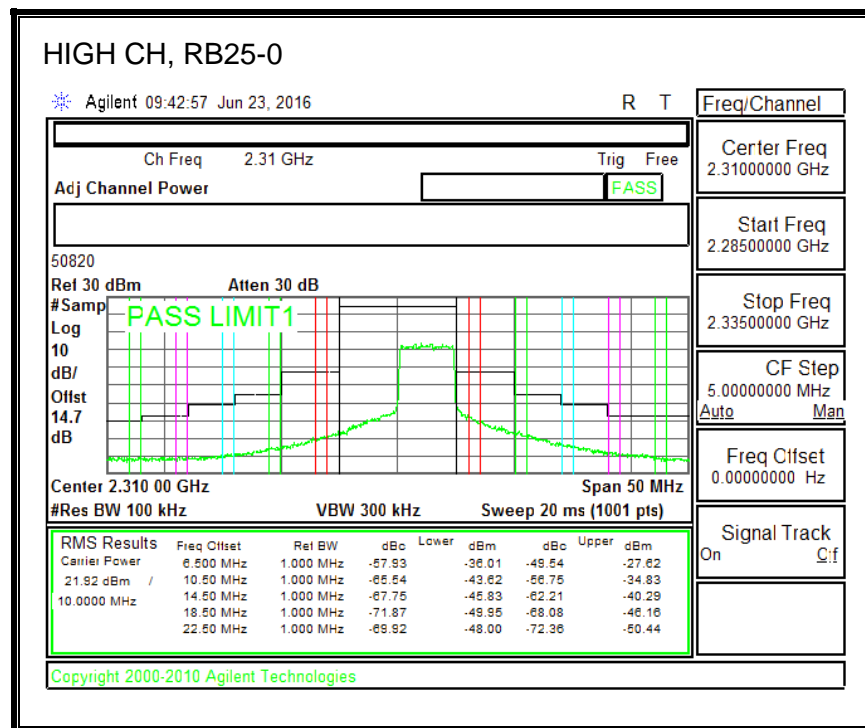 HIGH CH, RB25-0
Agilent 09:42:57 Jun 23, 2016 R T
Ch Freq 2.31 GHz Trig Free
Adj Channel Power PASS
50820
Ref 30 dBm Atten 30 dB
#Samp
Log
10
dB/
Offst
14.7
dB
PASS LIMIT1
Center 2.310 00 GHz Span 50 MHz
#Res BW 100 kHz VBW 300 kHz Sweep 20 ms (1001 pts)
RMS Results Freq Offset Ref BW dBc Lower dBm dBc Upper dBm
Carrier Power 6.500 MHz 1.000 MHz -57.93 -36.01 -49.54 -27.62
21.92 dBm / 10.50 MHz 1.000 MHz -65.54 -43.62 -56.75 -34.83
10.0000 MHz 14.50 MHz 1.000 MHz -67.75 -45.83 -62.21 -40.29
18.50 MHz 1.000 MHz -71.87 -49.95 -68.08 -46.16
22.50 MHz 1.000 MHz -69.92 -48.00 -72.36 -50.44
Copyright 2000-2010 Agilent Technologies
Freq/Channel
Center Freq
2.31000000 GHz
Start Freq
2.28500000 GHz
Stop Freq
2.33500000 GHz
CF Step
5.00000000 MHz
Auto Man
Freq Offset
0.00000000 Hz
Signal Track
On Off